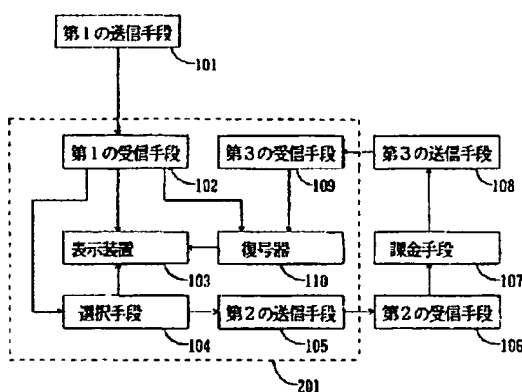 第1の送信手段
101
第1の受信手段
102
第3の受信手段
109
第3の送信手段
108
表示装置
103
復号器
110
課金手段
107
選択手段
104
第2の送信手段
105
第2の受信手段
106
201